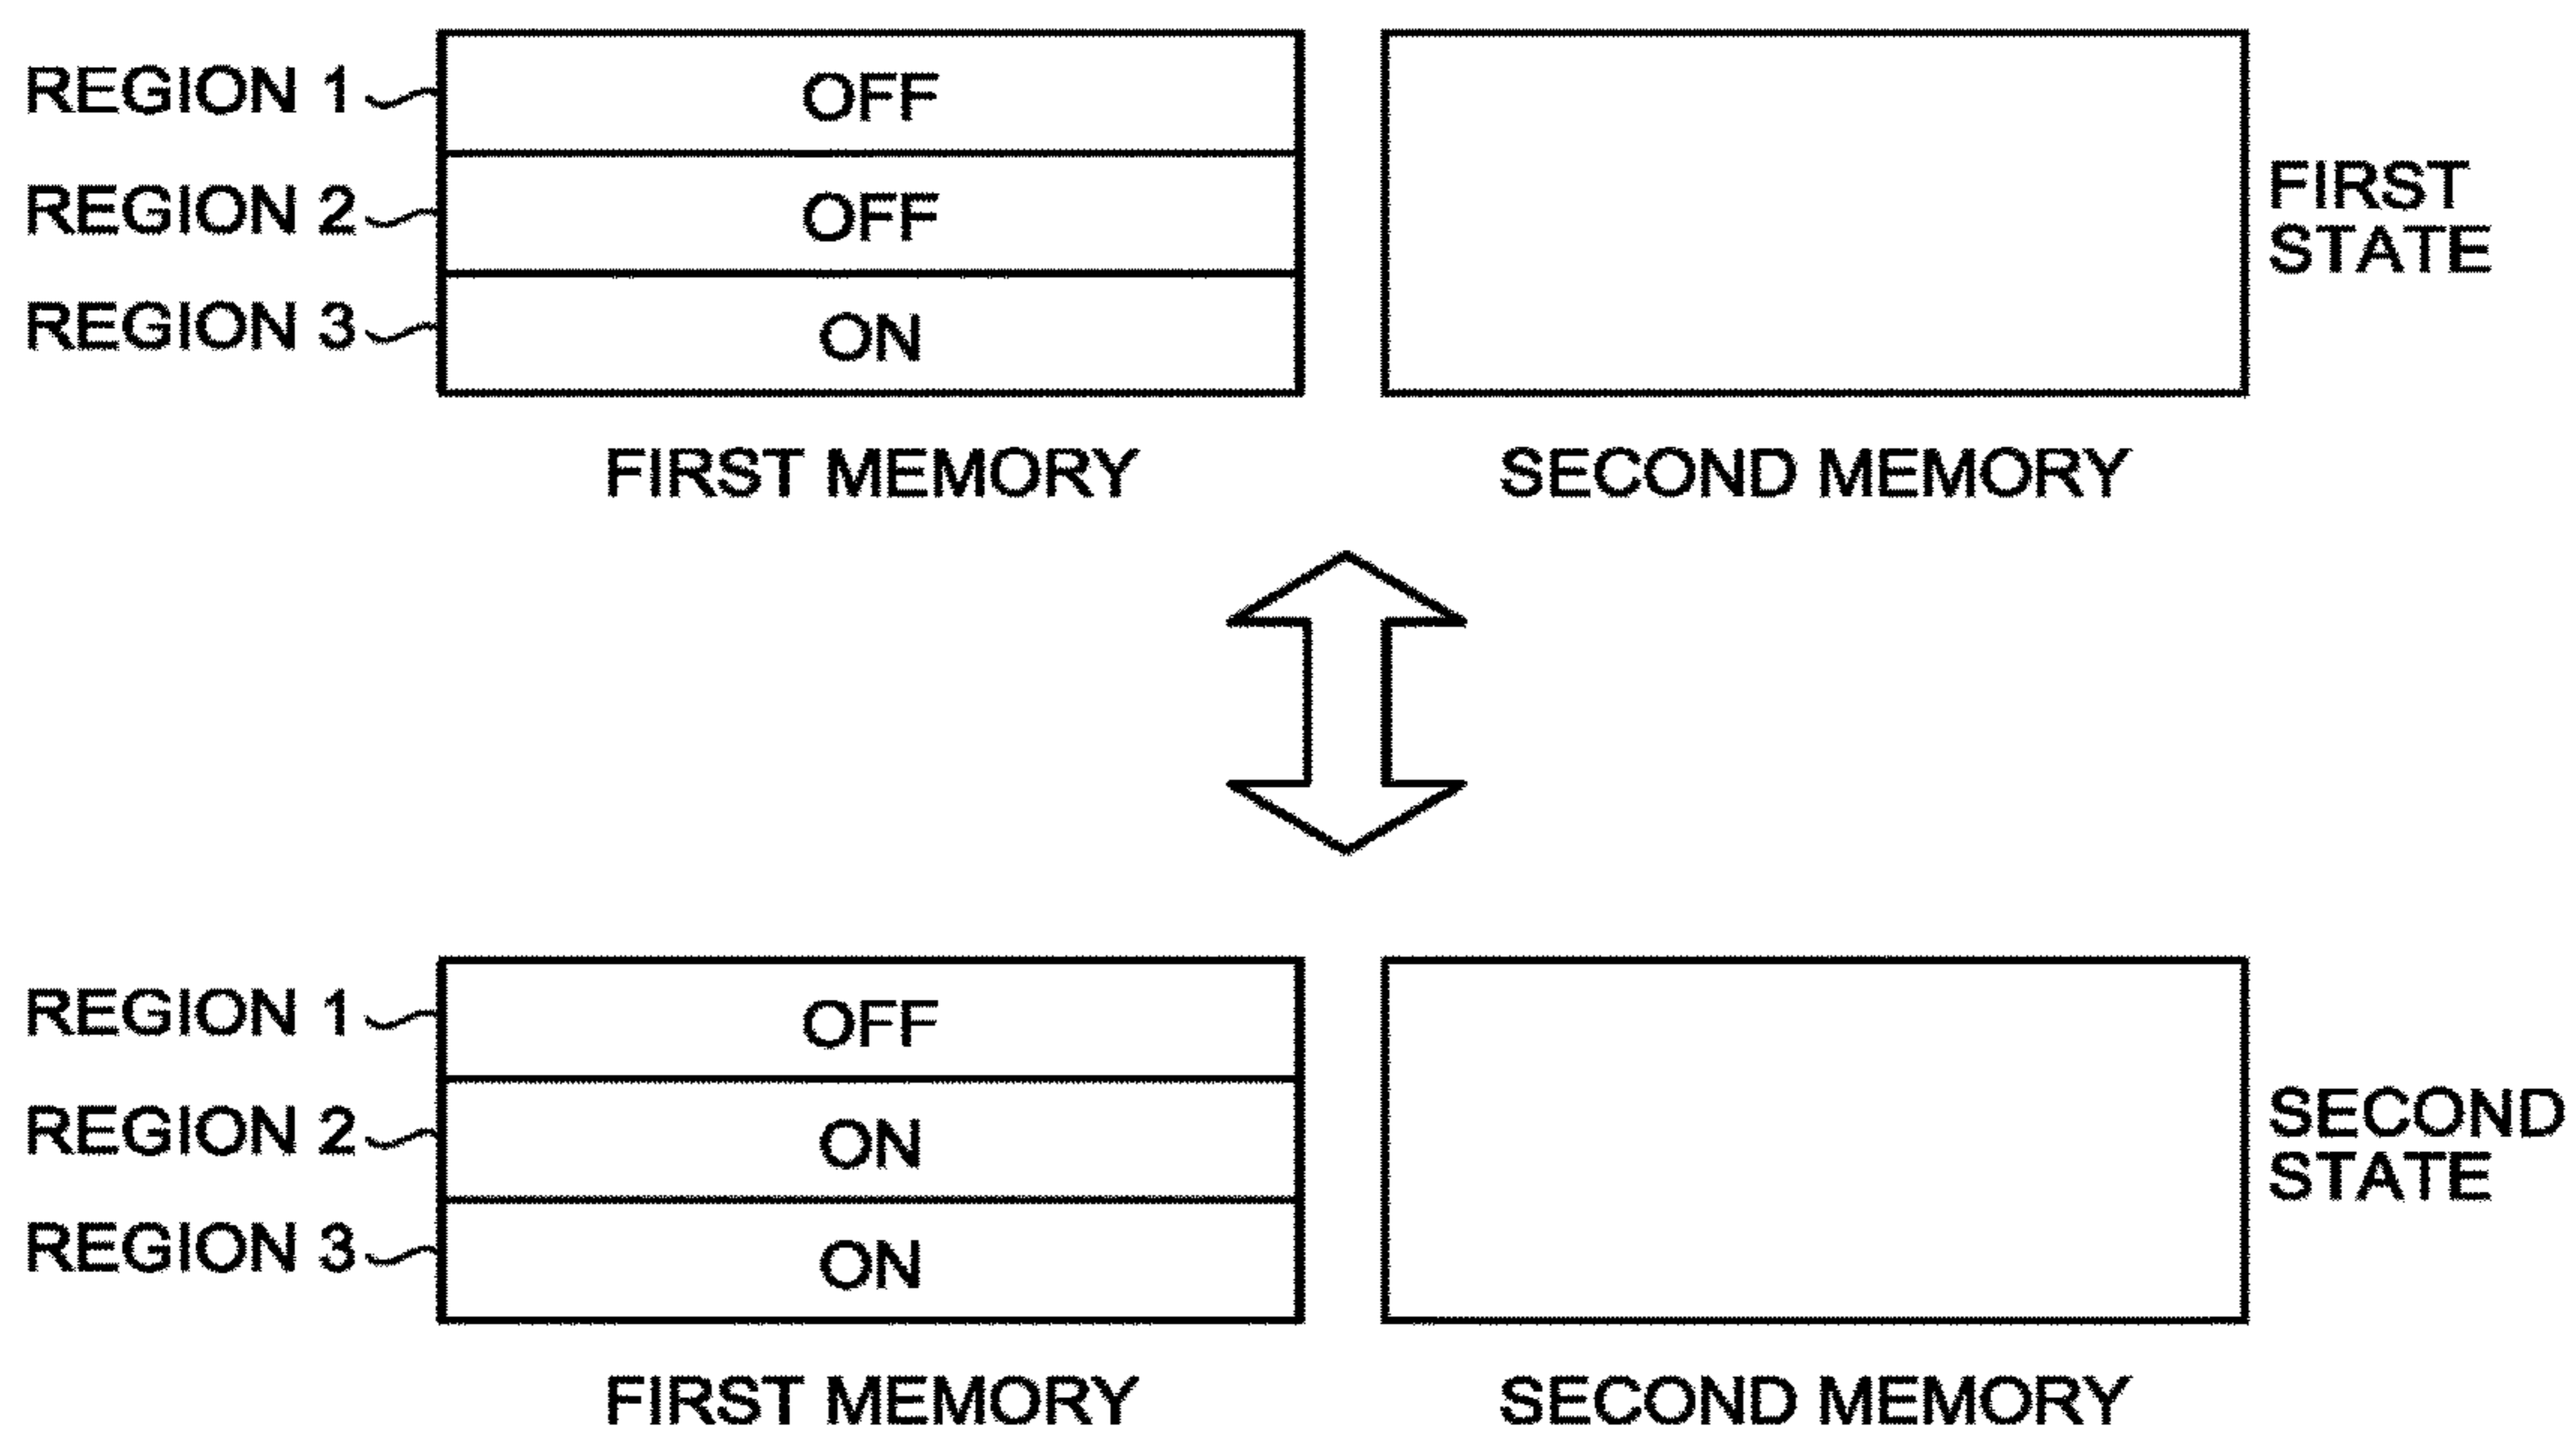 REGION 1
OFF
REGION 2
OFF
REGION 3
ON
FIRST
STATE
FIRST MEMORY
SECOND MEMORY
REGION 1
OFF
REGION 2
ON
REGION 3
ON
SECOND
STATE
FIRST MEMORY
SECOND MEMORY